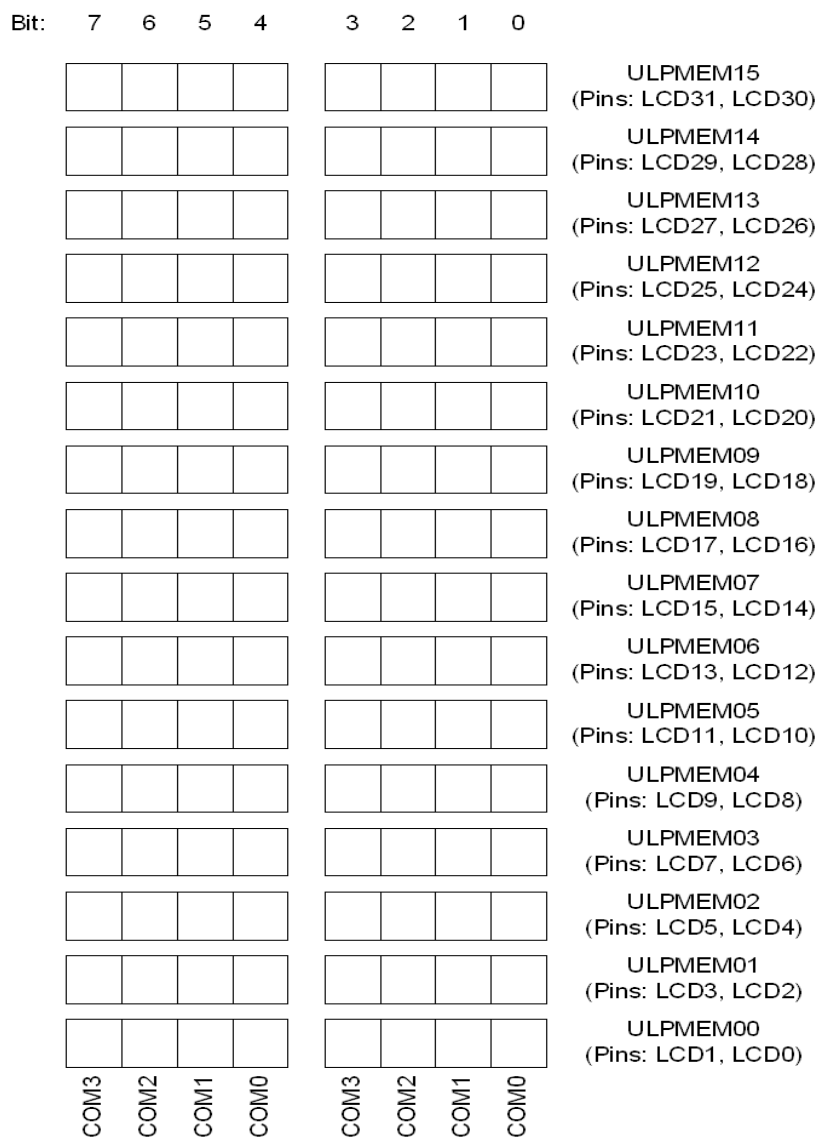 Bit: 7 6 5 4 3 2 1 0
ULPMEM15
(Pins: LCD31, LCD30)
ULPMEM14
(Pins: LCD29, LCD28)
ULPMEM13
(Pins: LCD27, LCD26)
ULPMEM12
(Pins: LCD25, LCD24)
ULPMEM11
(Pins: LCD23, LCD22)
ULPMEM10
(Pins: LCD21, LCD20)
ULPMEM09
(Pins: LCD19, LCD18)
ULPMEM08
(Pins: LCD17, LCD16)
ULPMEM07
(Pins: LCD15, LCD14)
ULPMEM06
(Pins: LCD13, LCD12)
ULPMEM05
(Pins: LCD11, LCD10)
ULPMEM04
(Pins: LCD9, LCD8)
ULPMEM03
(Pins: LCD7, LCD6)
ULPMEM02
(Pins: LCD5, LCD4)
ULPMEM01
(Pins: LCD3, LCD2)
ULPMEM00
(Pins: LCD1, LCD0)
COM3 COM2 COM1 COM0 COM3 COM2 COM1 COM0